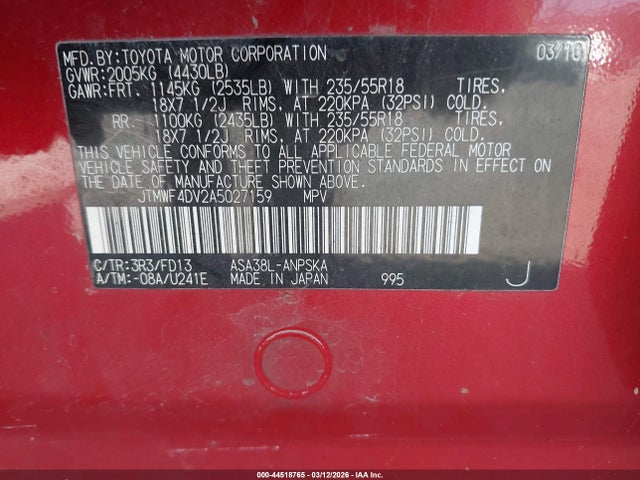 MFD.BY:TOYOTA MOTOR CORPORATION 03/10
GVWR:2005KG (4430LB)
GAWR:FRT. 1145KG (2535LB) WITH 235/55R18 TIRES.
18X7 1/2J RIMS. AT 220KPA (32PSI) COLD.
RR. 1100KG (2435LB) WITH 235/55R18 TIRES.
18X7 1/2J RIMS. AT 220KPA (32PSI) COLD.
THIS VEHICLE CONFORMS TO ALL APPLICABLE FEDERAL MOTOR
VEHICLE SAFETY AND THEFT PREVENTION STANDARDS IN EFFECT ON
THE DATE OF MANUFACTURE SHOWN ABOVE.
JTMWF4DV2A5027159 MPV
C/TR:3R3/FD13 ASA38L-ANPSKA
A/TM:-08A/U241E MADE IN JAPAN 995 J
000-44518765 - 03/12/2026 - IAA Inc.